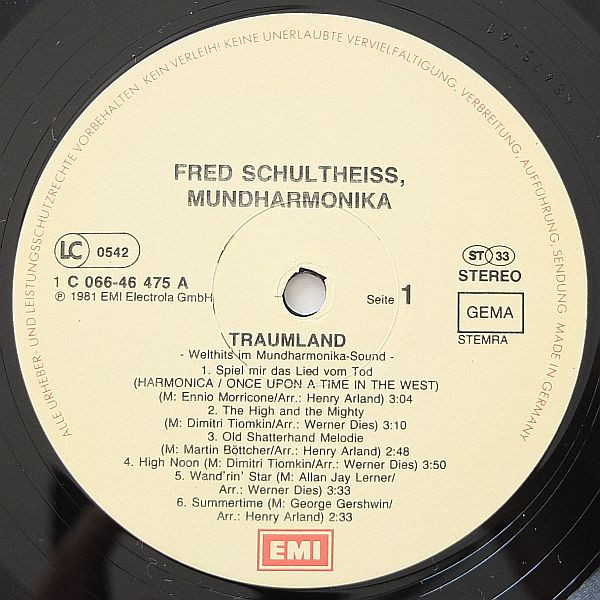 ALLE URHEBER- UND LEISTUNGSSCHUTZRECHTE VORBEHALTEN. KEIN VERLEIH! KEINE UNERLAUBTE VERVIELFÄLTIGUNG, VERBREITUNG, AUFFÜHRUNG, SENDUNG MADE IN GERMANY
FRED SCHULTHEISS,
MUNDHARMONIKA
LC 0542
1 C 066-46 475 A
℗ 1981 EMI Electrola GmbH
ST 33
STEREO
GEMA
STEMRA
Seite 1
TRAUMLAND
- Welthits im Mundharmonika-Sound -
1. Spiel mir das Lied vom Tod
(HARMONICA / ONCE UPON A TIME IN THE WEST)
(M: Ennio Morricone/Arr.: Henry Arland) 3:04
2. The High and the Mighty
(M: Dimitri Tiomkin/Arr.: Werner Dies) 3:10
3. Old Shatterhand Melodie
(M: Martin Böttcher/Arr.: Henry Arland) 2:48
4. High Noon (M: Dimitri Tiomkin/Arr.: Werner Dies) 3:50
5. Wand'rin' Star (M: Allan Jay Lerner/
Arr.: Werner Dies) 3:33
6. Summertime (M: George Gershwin/
Arr.: Henry Arland) 2:33
EMI